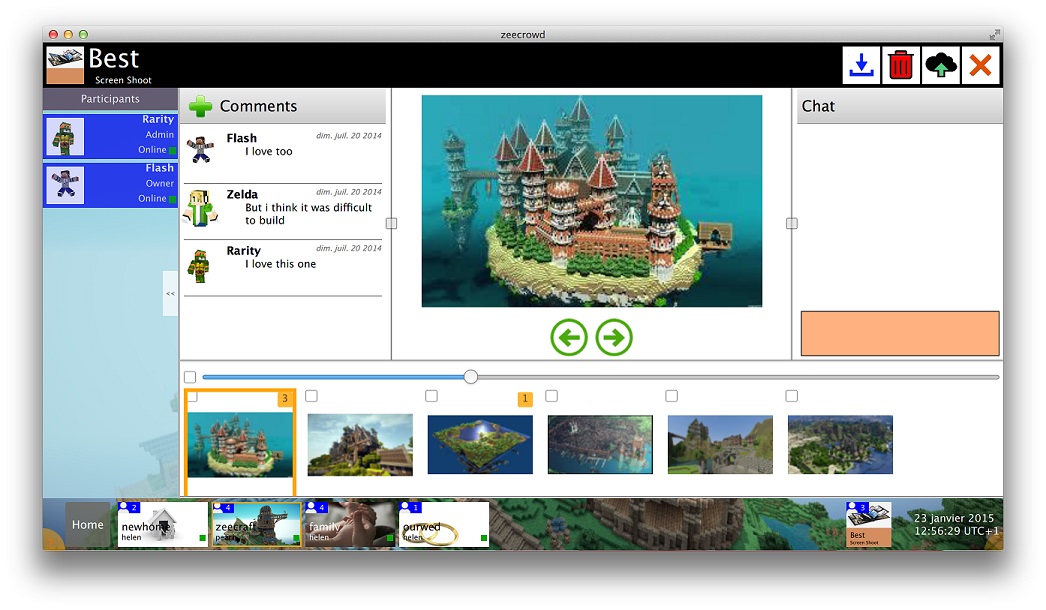 zeecrowd
Best
Screen Shoot
Participants
Rarity
Admin
Online
Flash
Owner
Online
<<
Comments
Flash
dim. juil. 20 2014
I love too
Zelda
dim. juil. 20 2014
But i think it was difficult
to build
Rarity
dim. juil. 20 2014
I love this one
Chat
3
1
Home
2
newhome
helen
4
zeecraft
peach
4
family
helen
1
ourwed
helen
3
Best
Screen Shoot
23 janvier 2015
12:56:29 UTC+1